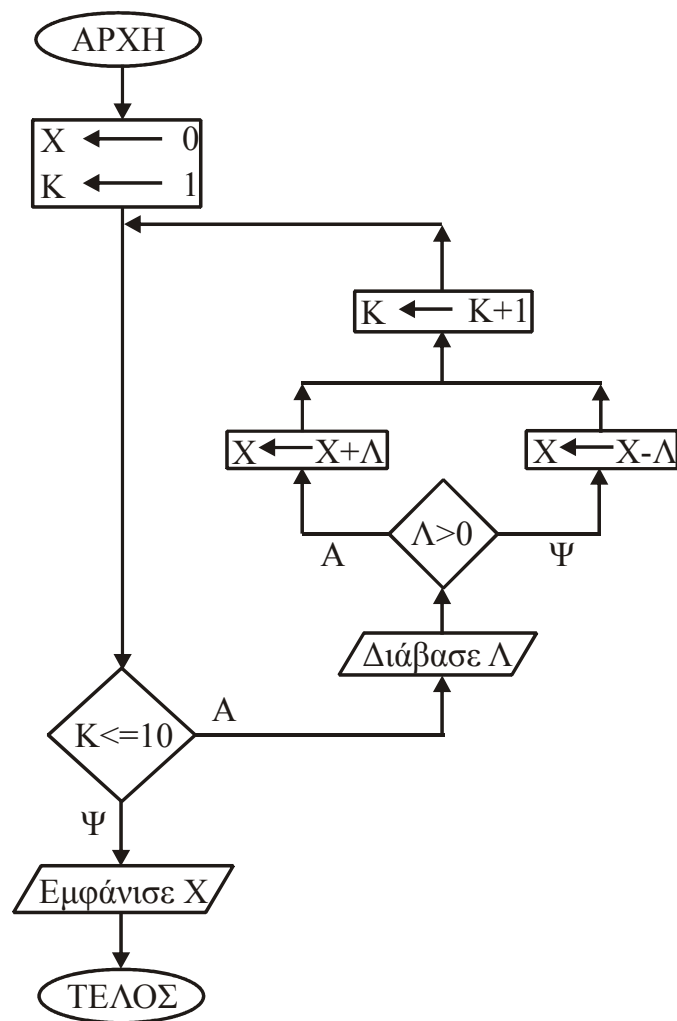 ΑΡΧΗ
Χ ← 0
Κ ← 1
Κ ← Κ+1
Χ ← Χ+Λ
Χ ← Χ-Λ
Λ>0
Α
Ψ
Διάβασε Λ
Κ<=10
Α
Ψ
Εμφάνισε Χ
ΤΕΛΟΣ